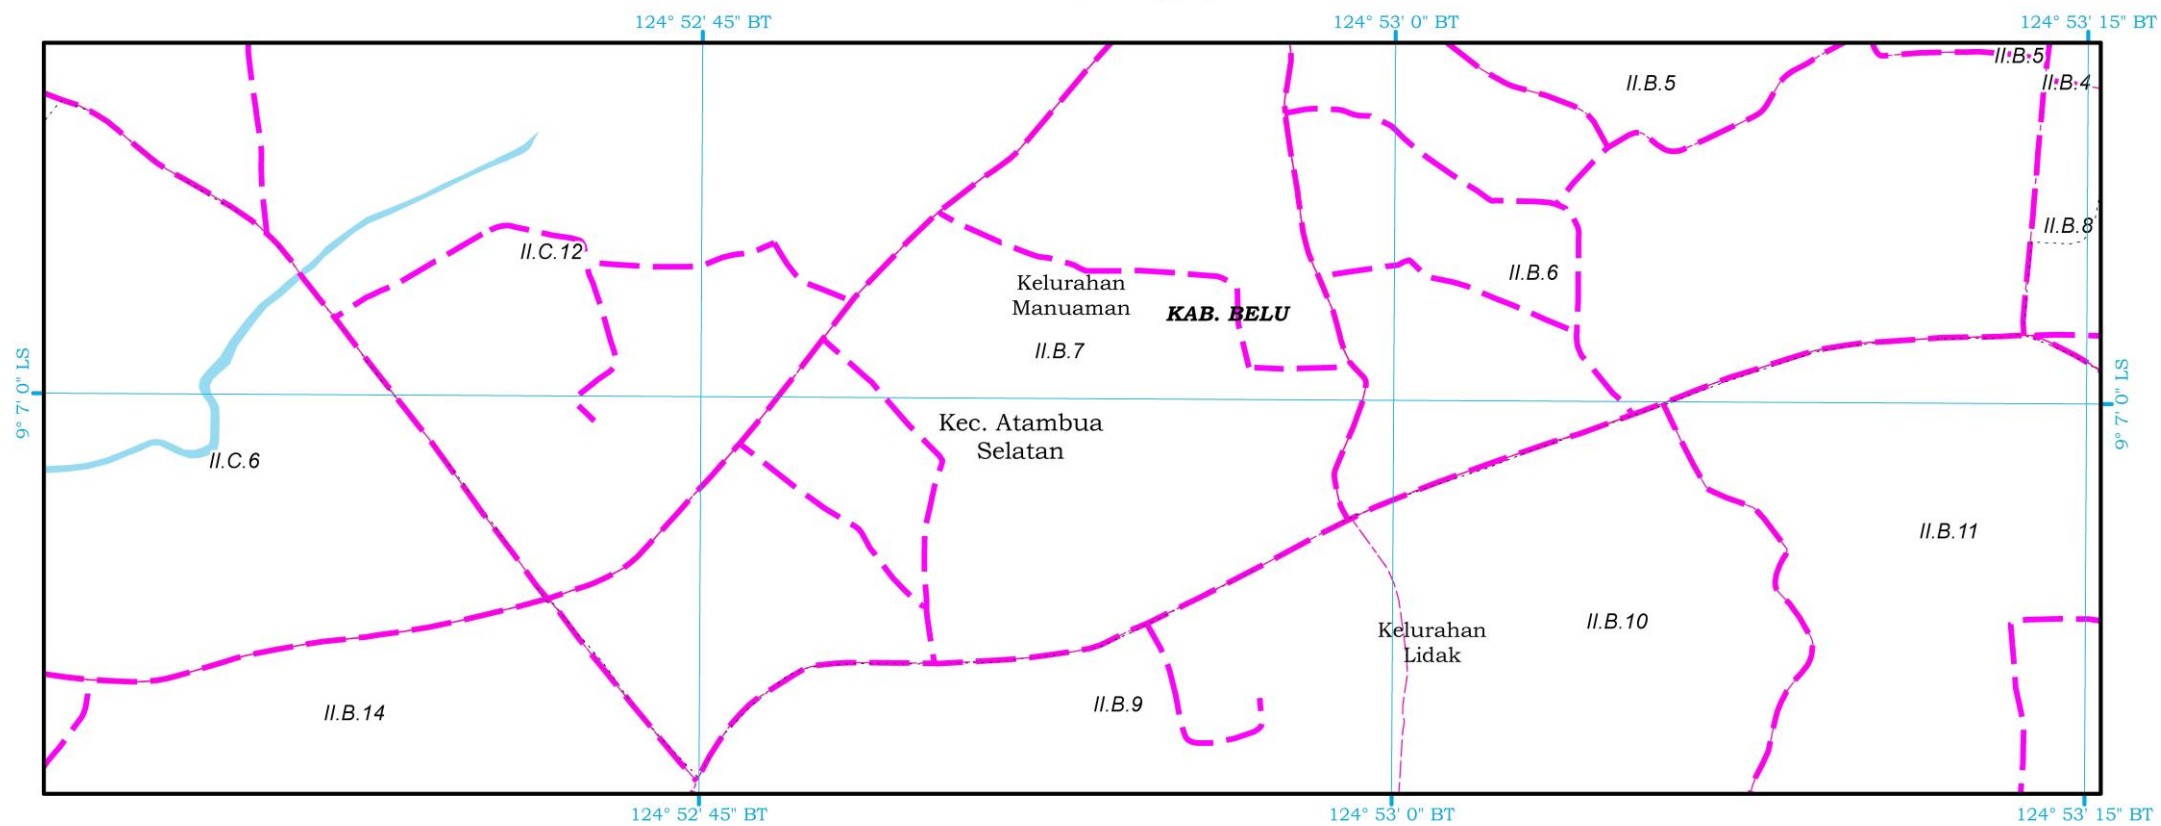 124° 52' 45" BT
124° 53' 0" BT
124° 53' 15" BT
II.B.5
II.B.5
II.B.4
II.B.8
II.C.12
II.B.6
Kelurahan
Manuaman
KAB. BELU
II.B.7
9° 7' 0" LS
9° 7' 0" LS
Kec. Atambua
Selatan
II.C.6
II.B.11
II.B.10
Kelurahan
Lidak
II.B.14
II.B.9
124° 52' 45" BT
124° 53' 0" BT
124° 53' 15" BT